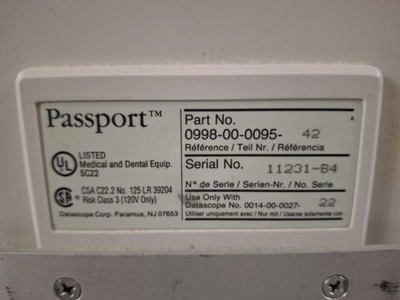 Passport™
UL
LISTED
Medical and Dental Equip.
5C22
CSA C22.2 No. 125 LR 39204
Risk Class 3 (120V Only)
Datascope Corp. Paramus, NJ 07653
Part No.
0998-00-0095- 42
Référence / Teil Nr. / Referéncia
Serial No. 11231-B4
N° de Serie / Serien-Nr. / No. Serie
Use Only With
Datascope No. 0014-00-0027- 22
Utiliser uniquement avec / Nur mit / Usarse solamente con